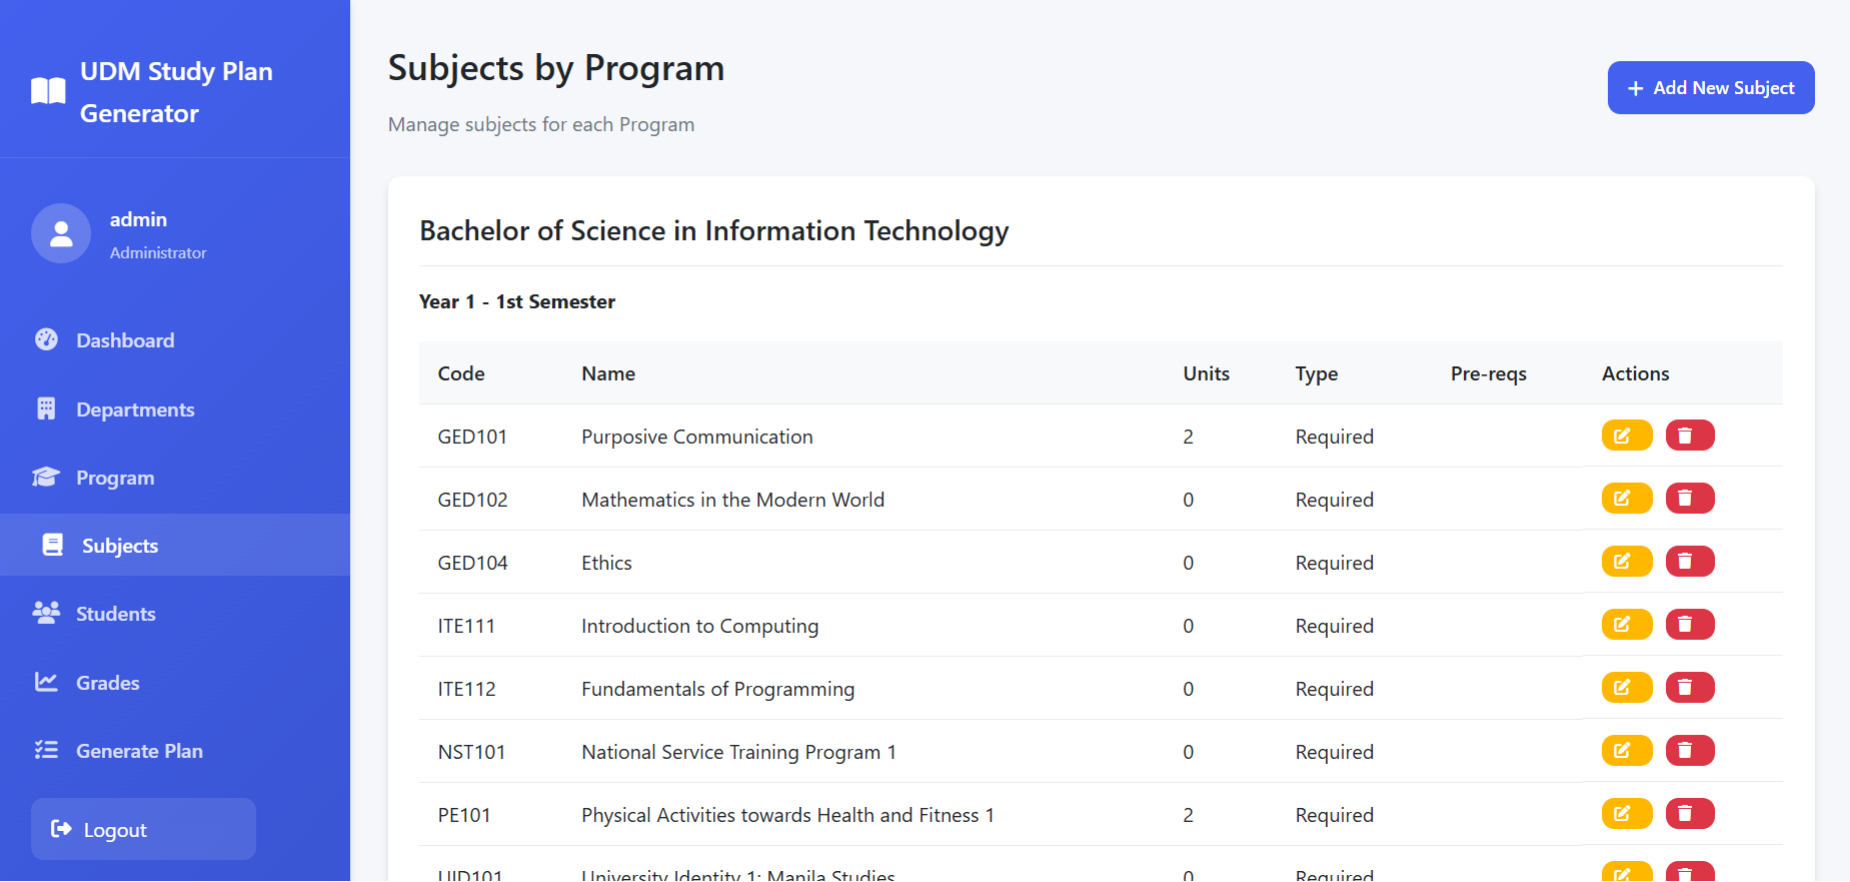 UDM Study Plan
Generator
admin
Administrator
Dashboard
Departments
Program
Subjects
Students
Grades
Generate Plan
Logout
Subjects by Program
Manage subjects for each Program
+ Add New Subject
Bachelor of Science in Information Technology
Year 1 - 1st Semester
Code Name Units Type Pre-reqs Actions
GED101 Purposive Communication 2 Required
GED102 Mathematics in the Modern World 0 Required
GED104 Ethics 0 Required
ITE111 Introduction to Computing 0 Required
ITE112 Fundamentals of Programming 0 Required
NST101 National Service Training Program 1 0 Required
PE101 Physical Activities towards Health and Fitness 1 2 Required
UID101 University Identity 1: Manila Studies 0 Required